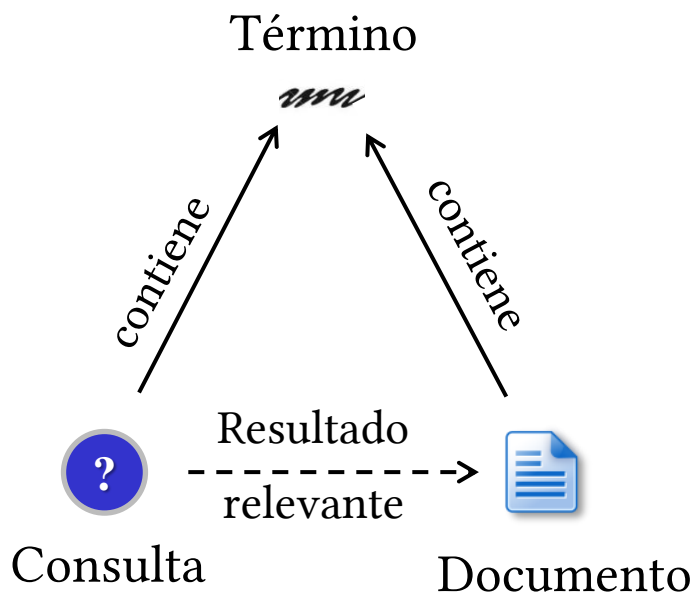 Término
contiene
contiene
Resultado
relevante
?
Consulta
Documento